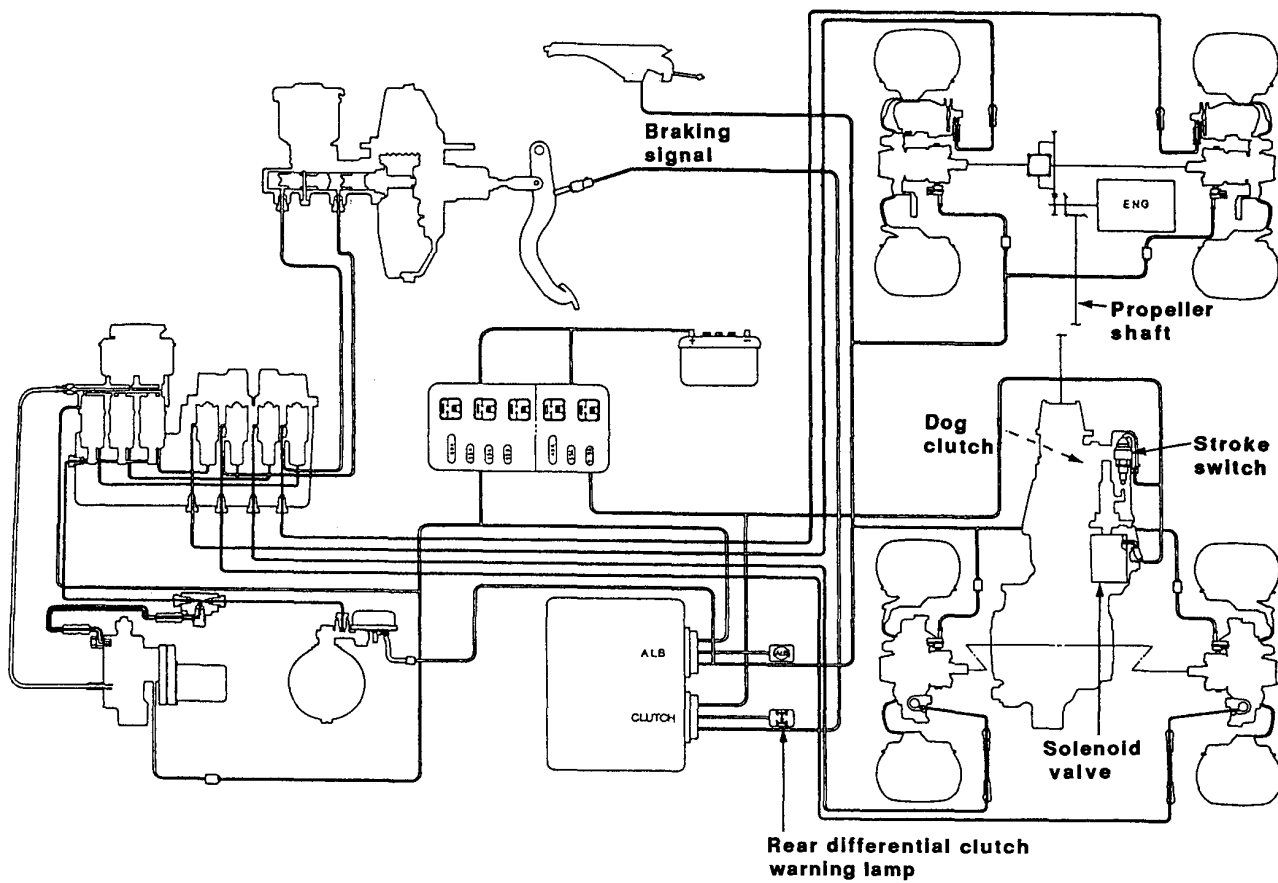 Braking
signal
ENG
Propeller
shaft
Dog
clutch
Stroke
switch
ALB
CLUTCH
Solenoid
valve
Rear differential clutch
warning lamp